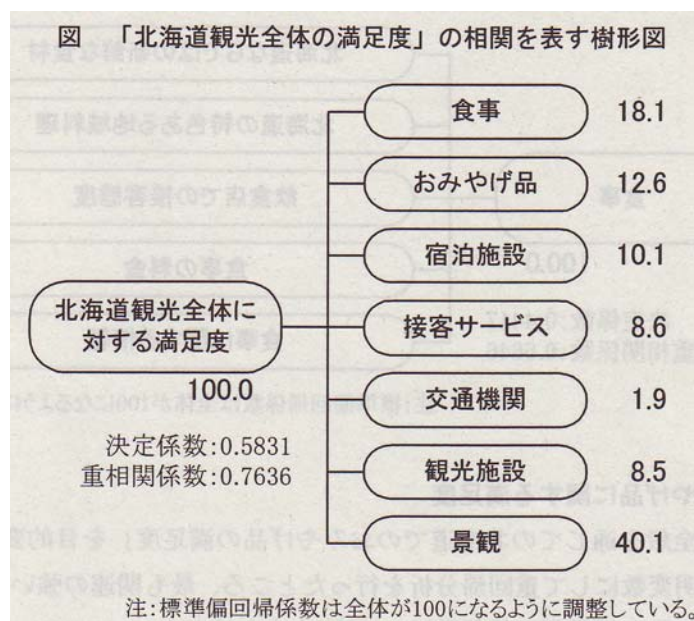 図 「北海道観光全体の満足度」の相関を表す樹形図
食事 18.1
おみやげ品 12.6
宿泊施設 10.1
北海道観光全体に
対する満足度
100.0
接客サービス 8.6
交通機関 1.9
決定係数:0.5831
重相関係数:0.7636
観光施設 8.5
景観 40.1
注:標準偏回帰係数は全体が100になるように調整している。